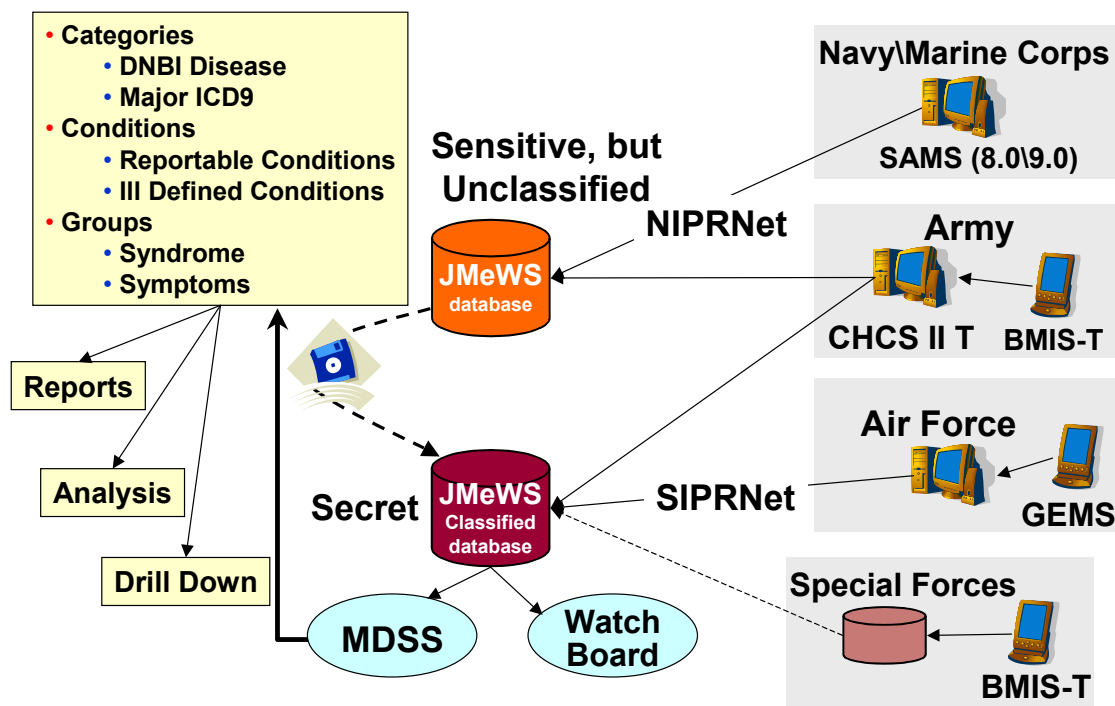 • Categories
• DNBI Disease
• Major ICD9
• Conditions
• Reportable Conditions
• III Defined Conditions
• Groups
• Syndrome
• Symptoms
Reports
Analysis
Drill Down
Sensitive, but
Unclassified
JMeWS
database
Secret
JMeWS
Classified
database
MDSS
Watch
Board
NIPRNet
SIPRNet
Navy\Marine Corps
SAMS (8.0\9.0)
Army
CHCS II T
BMIS-T
Air Force
GEMS
Special Forces
BMIS-T